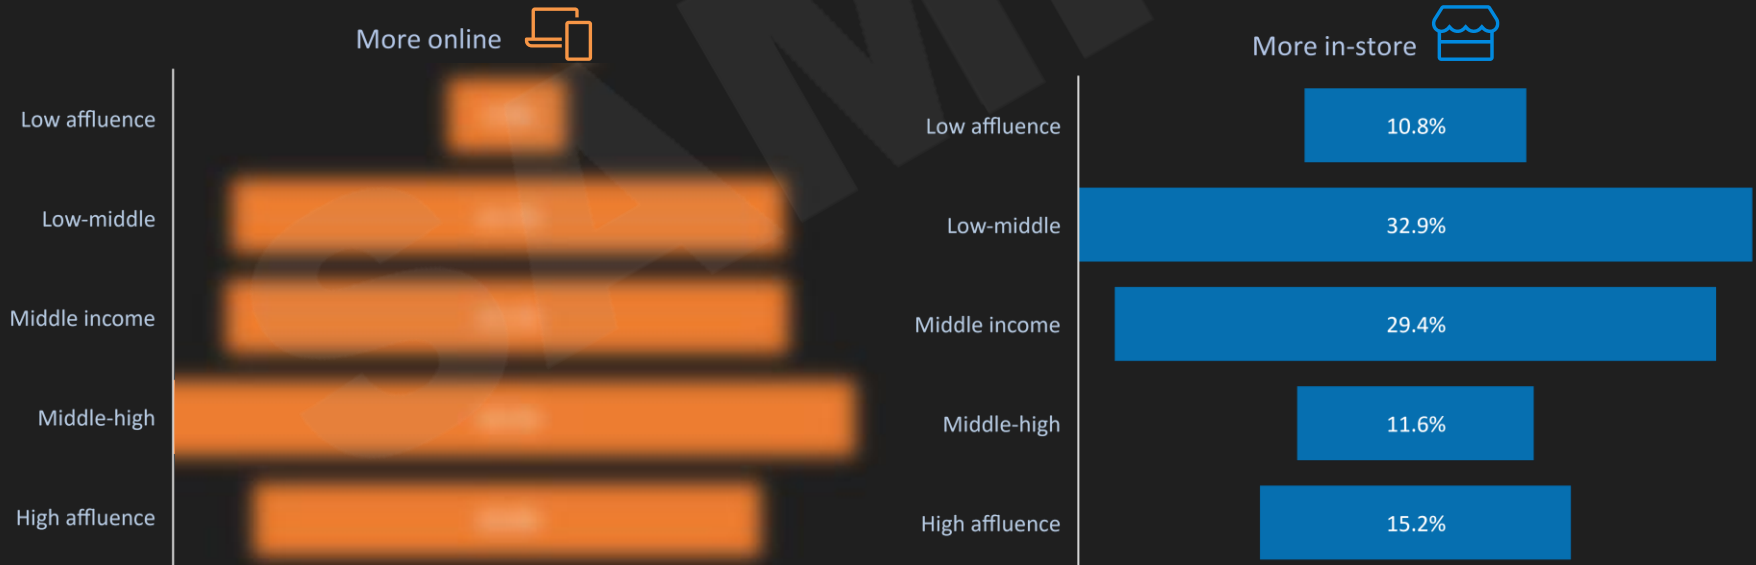 More online
Low affluence
Low-middle
Middle income
Middle-high
High affluence
More in-store
Low affluence
10.8%
Low-middle
32.9%
Middle income
29.4%
Middle-high
11.6%
High affluence
15.2%